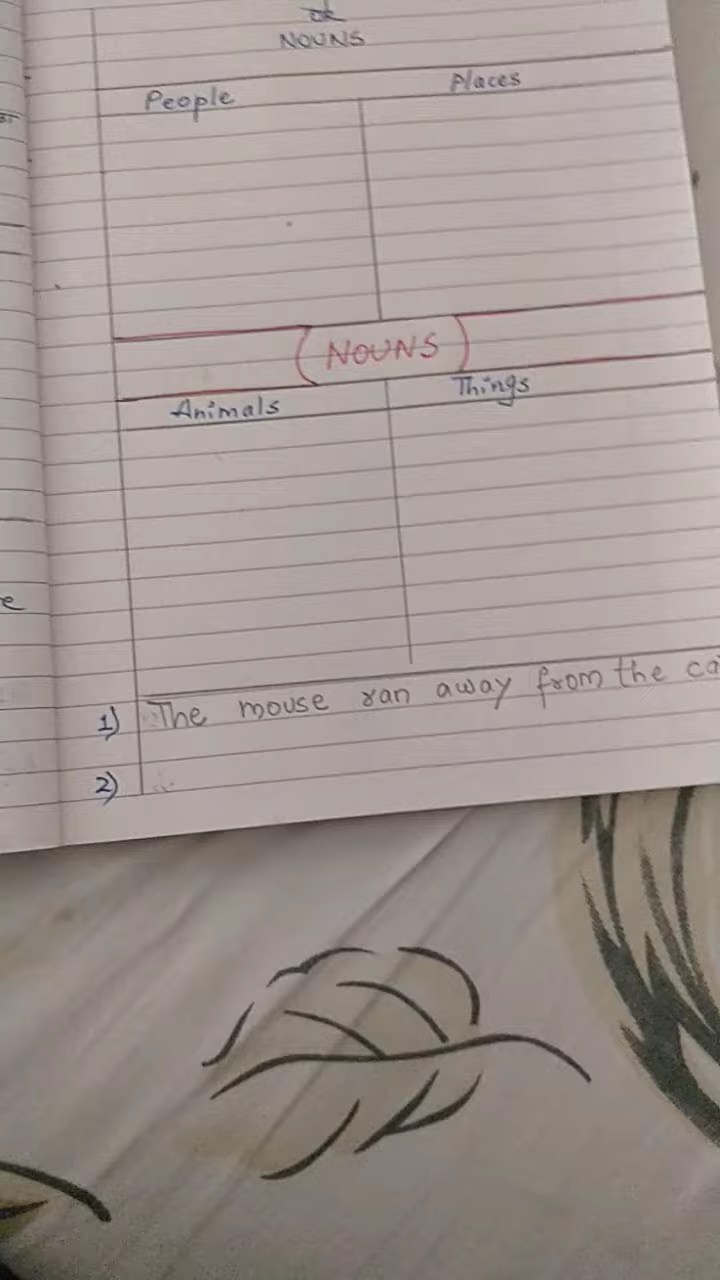 NOUNS
People Places
(NOUNS)
Animals Things
1) The mouse ran away from the
2)